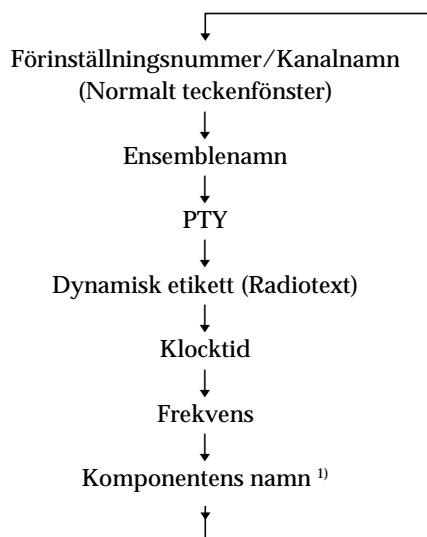 Förinställningsnummer/Kanalnamn
(Normalt teckenfönster)
Ensemblenamn
PTY
Dynamisk etikett (Radiotext)
Klocktid
Frekvens
Komponentens namn ¹⁾